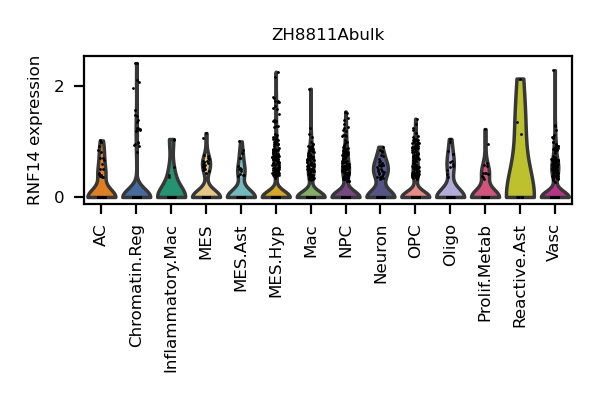 ZH8811Abulk
RNF14 expression
2
0
AC
Chromatin.Reg
Inflammatory.Mac
MES
MES.Ast
MES.Hyp
Mac
NPC
Neuron
OPC
Oligo
Prolif.Metab
Reactive.Ast
Vasc